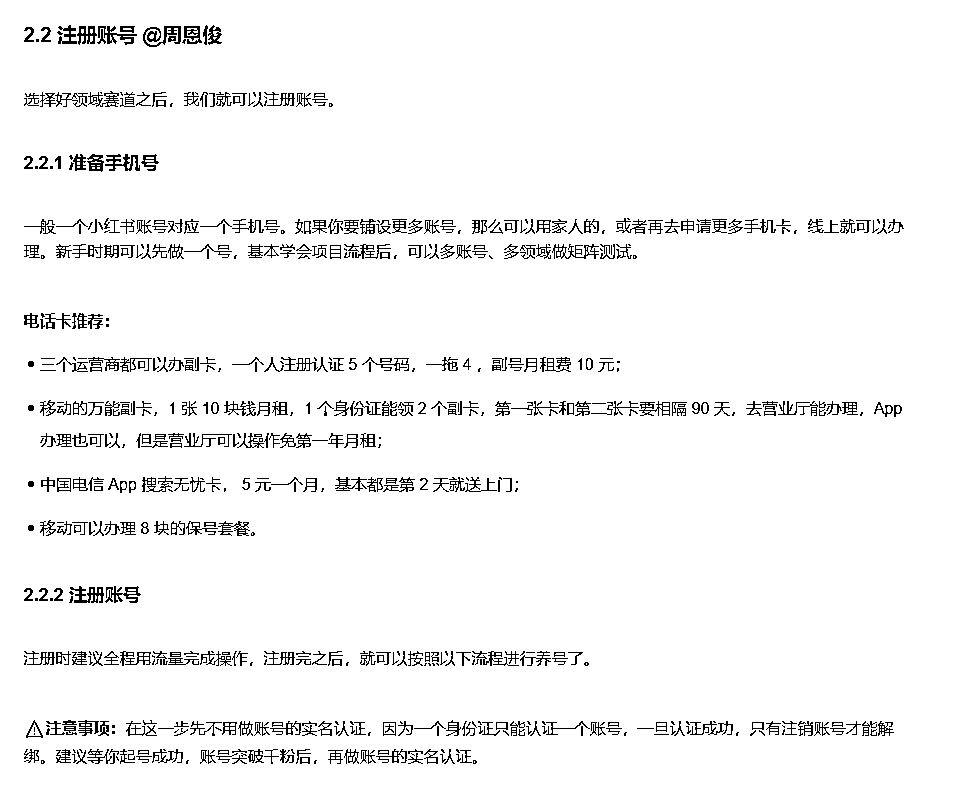 2.2 注册账号 @周恩俊
选择好领域赛道之后，我们就可以注册账号。
2.2.1 准备手机号
一般一个小红书账号对应一个手机号。如果你要铺设更多账号，那么可以用家人的，或者再去申请更多手机卡，线上就可以办
理。新手时期可以先做一个号，基本学会项目流程后，可以多账号、多领域做矩阵测试。
电话卡推荐：
• 三个运营商都可以办副卡，一个人注册认证 5 个号码，一拖 4 ，副号月租费 10 元；
• 移动的万能副卡，1 张 10 块钱月租，1 个身份证能领 2 个副卡，第一张卡和第二张卡要相隔 90 天，去营业厅能办理，App
办理也可以，但是营业厅可以操作免第一年月租；
• 中国电信 App 搜索无忧卡， 5 元一个月，基本都是第 2 天就送上门；
• 移动可以办理 8 块的保号套餐。
2.2.2 注册账号
注册时建议全程用流量完成操作，注册完之后，就可以按照以下流程进行养号了。
⚠注意事项：在这一步先不用做账号的实名认证，因为一个身份证只能认证一个账号，一旦认证成功，只有注销账号才能解
绑。建议等你起号成功，账号突破千粉后，再做账号的实名认证。